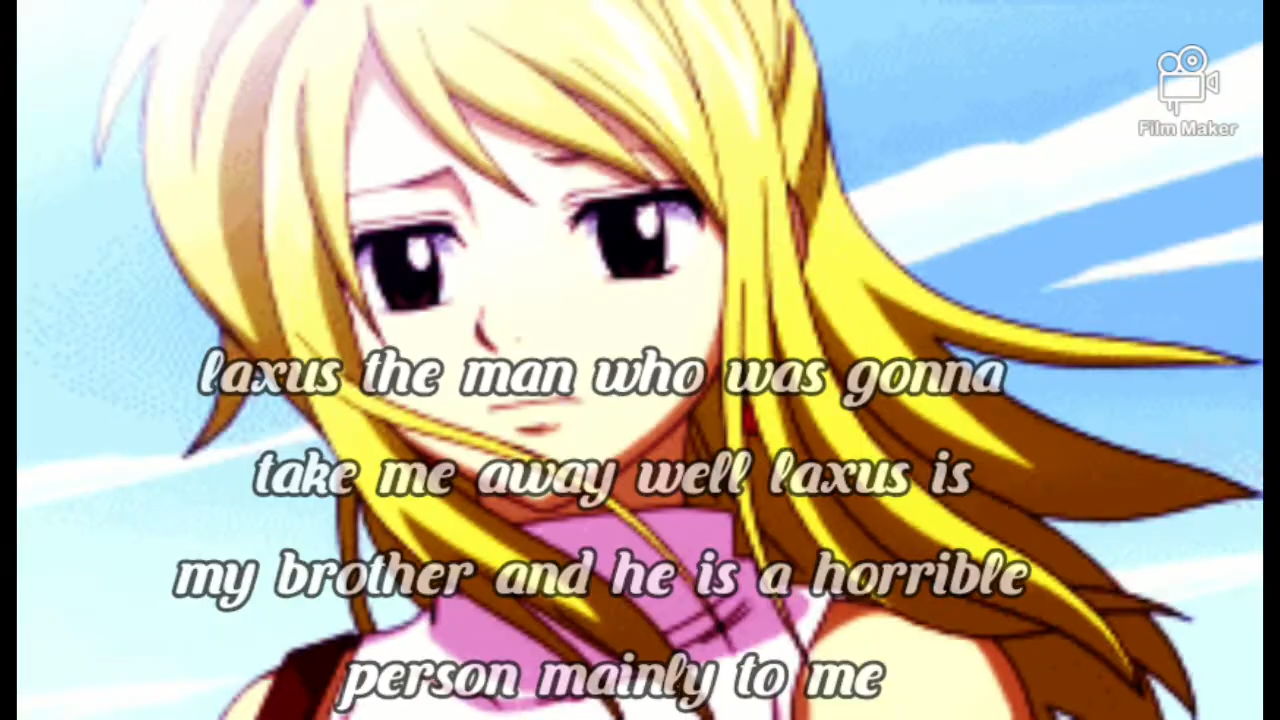 Film Maker
laxus the man who was gonna
take me away well laxus is
my brother and he is a horrible
person mainly to me